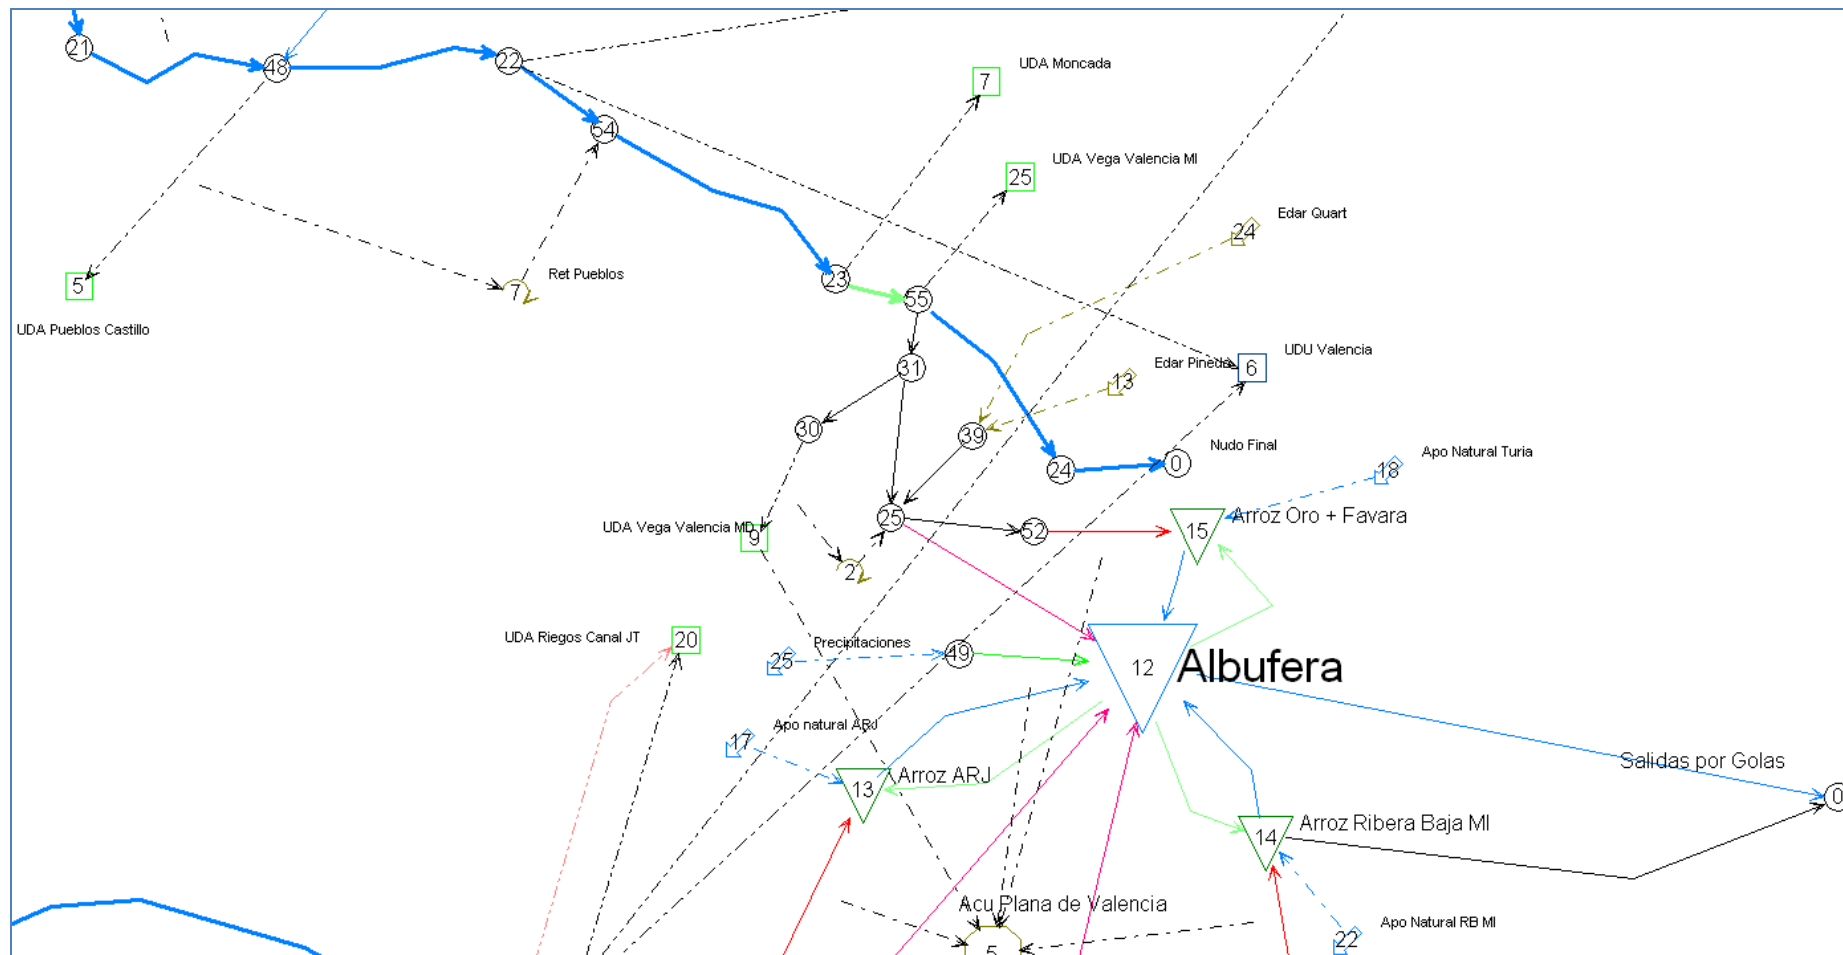 21
48
22
54
7
UDA Moncada
25
UDA Vega Valencia MI
24
Edar Quart
5
UDA Pueblos Castillo
7
Ret Pueblos
23
55
31
6
UDU Valencia
13
Edar Pineda
30
39
24
0
Nudo Final
18
Apo Natural Turia
25
52
15
Arroz Oro + Favara
9
UDA Vega Valencia MD
2
20
UDA Riegos Canal JT
25
Precipitaciones
49
12
Albufera
17
Apo natural ARJ
13
Arroz ARJ
Salidas por Golas
0
14
Arroz Ribera Baja MI
Acu Plana de Valencia
5
22
Apo Natural RB MI